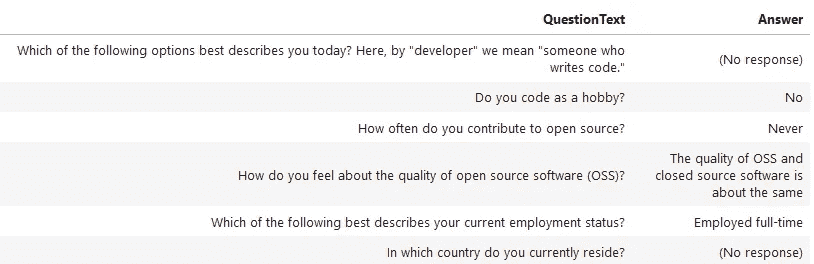 QuestionText Answer
Which of the following options best describes you today? Here, by "developer" we mean "someone who
writes code."
(No response)
Do you code as a hobby? No
How often do you contribute to open source? Never
How do you feel about the quality of open source software (OSS)?
The quality of OSS and
closed source software is
about the same
Which of the following best describes your current employment status? Employed full-time
In which country do you currently reside? (No response)